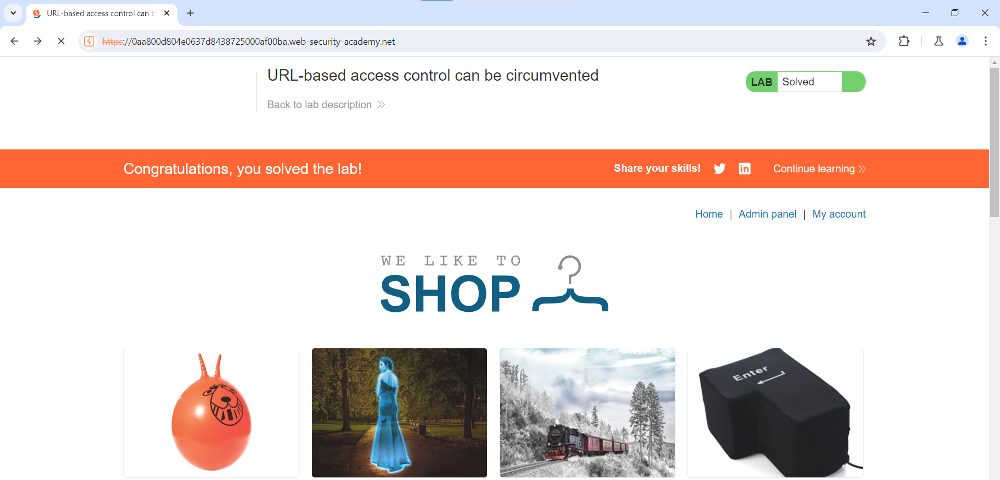 URL-based access control can b
https://0aa800d804e0637d8438725000af00ba.web-security-academy.net
URL-based access control can be circumvented
LAB Solved
Back to lab description
Congratulations, you solved the lab!
Share your skills!
Continue learning
Home | Admin panel | My account
WE LIKE TO
SHOP
Enter